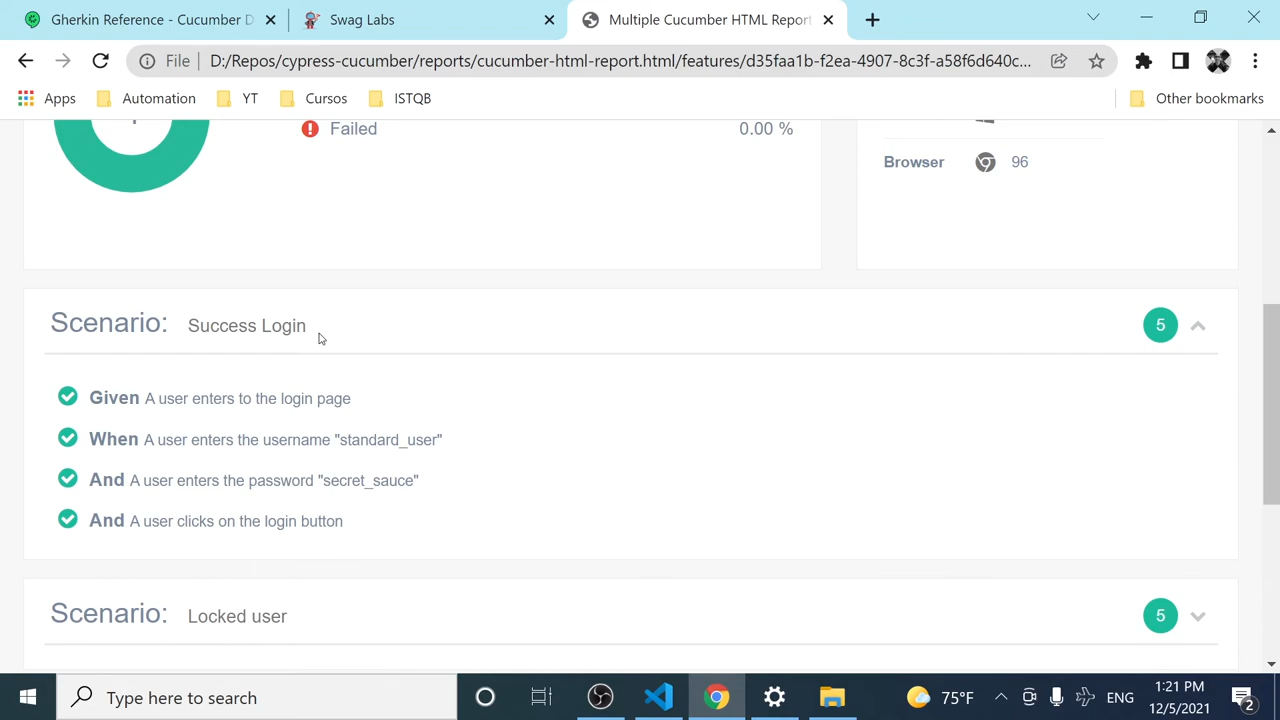 Gherkin Reference - Cucumber D
Swag Labs
Multiple Cucumber HTML Report
File
D:/Repos/cypress-cucumber/reports/cucumber-html-report.html/features/d35faa1b-f2ea-4907-8c3f-a58f6d640c...
Apps
Automation
YT
Cursos
ISTQB
Other bookmarks
Failed
0.00 %
Browser
96
Scenario: Success Login
5
Given A user enters to the login page
When A user enters the username "standard_user"
And A user enters the password "secret_sauce"
And A user clicks on the login button
Scenario: Locked user
5
Type here to search
75°F
ENG
1:21 PM
12/5/2021
2